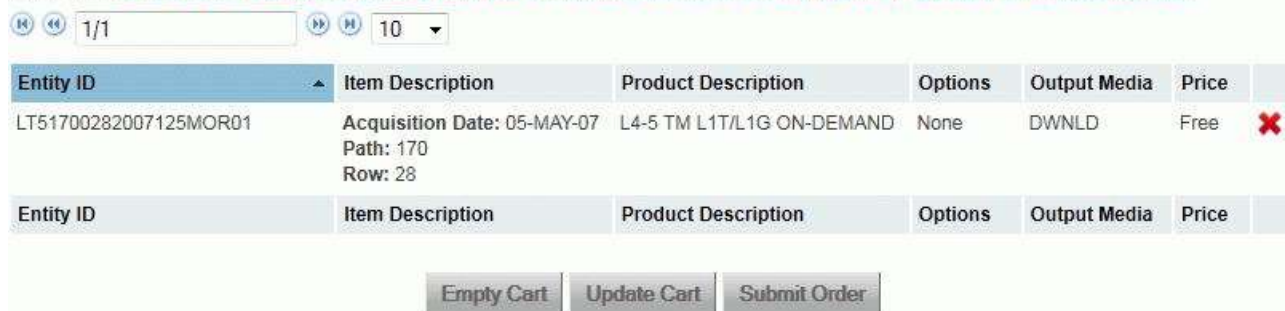 1/1 10
Entity ID Item Description Product Description Options Output Media Price
LT51700282007125MOR01 Acquisition Date: 05-MAY-07 L4-5 TM L1T/L1G ON-DEMAND None DWNLD Free
Path: 170
Row: 28
Entity ID Item Description Product Description Options Output Media Price
Empty Cart Update Cart Submit Order